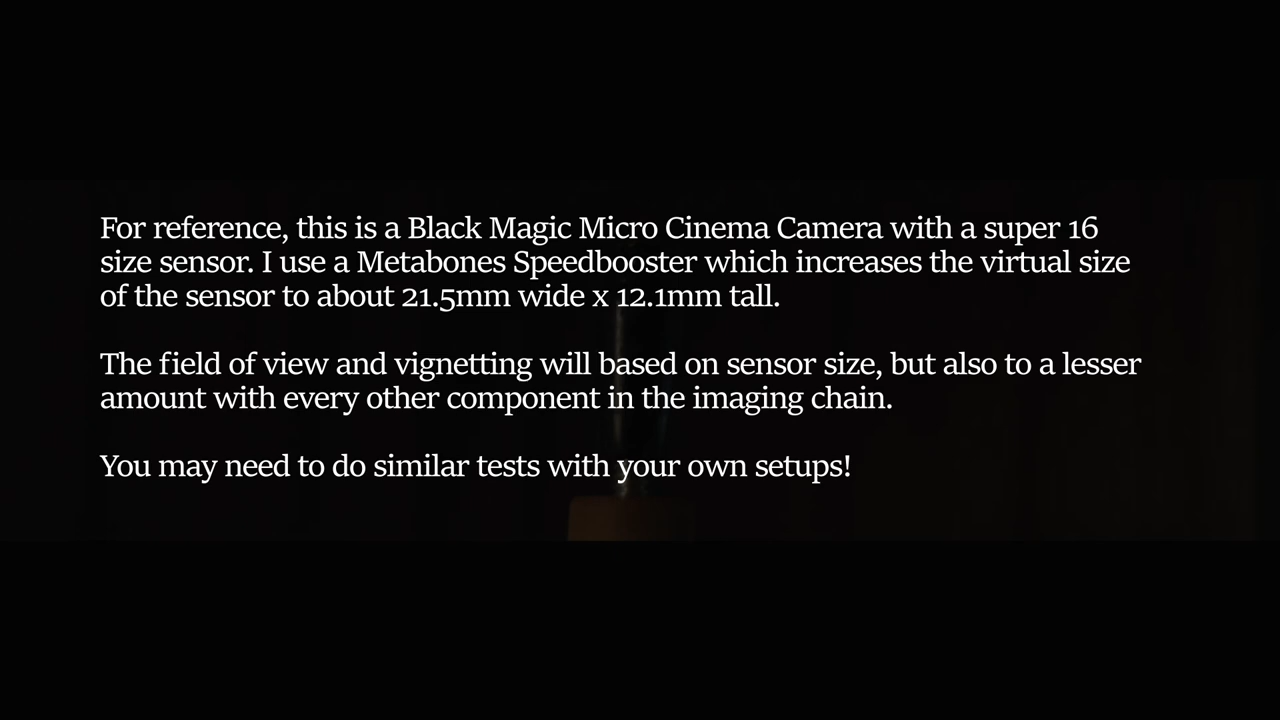 For reference, this is a Black Magic Micro Cinema Camera with a super 16
size sensor. I use a Metabones Speedbooster which increases the virtual size
of the sensor to about 21.5mm wide x 12.1mm tall.
The field of view and vignetting will based on sensor size, but also to a lesser
amount with every other component in the imaging chain.
You may need to do similar tests with your own setups!